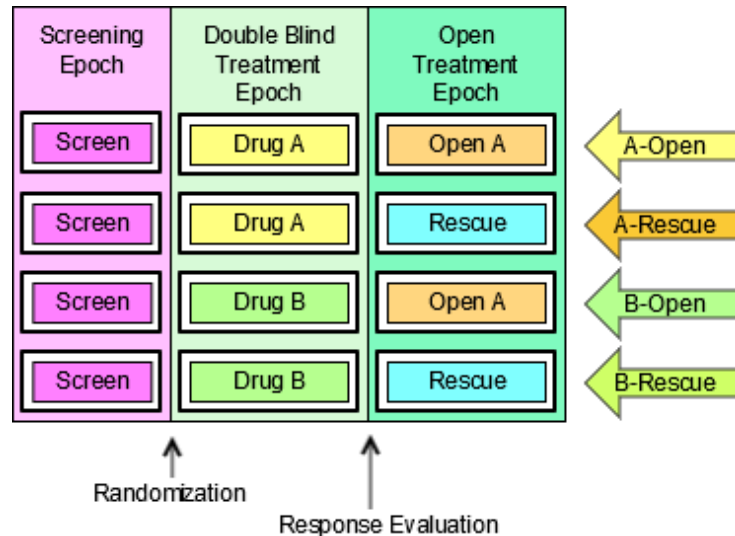 Screening
Epoch
Double Blind
Treatment
Epoch
Open
Treatment
Epoch
Screen
Drug A
Open A
A-Open
Screen
Drug A
Rescue
A-Rescue
Screen
Drug B
Open A
B-Open
Screen
Drug B
Rescue
B-Rescue
Randomization
Response Evaluation